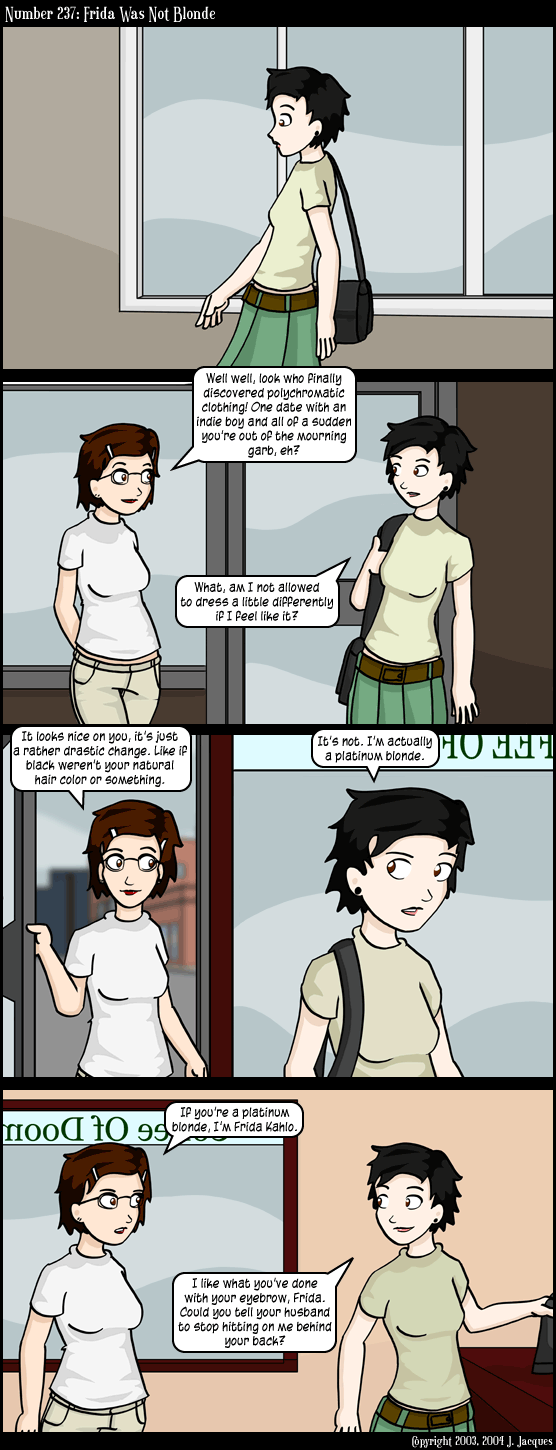 Number 237: Frida Was Not Blonde
Well well, look who finally
discovered polychromatic
clothing! One date with an
indie boy and all of a sudden
you're out of the mourning
garb, eh?
What, am I not allowed
to dress a little differently
if I feel like it?
It looks nice on you, it's just
a rather drastic change. Like if
black weren't your natural
hair color or something.
It's not. I'm actually
a platinum blonde.
FEE OF
If you're a platinum
blonde, I'm Frida Kahlo.
ee Of Doom
I like what you've done
with your eyebrow, Frida.
Could you tell your husband
to stop hitting on me behind
your back?
Copyright 2003, 2004 J. Jacques